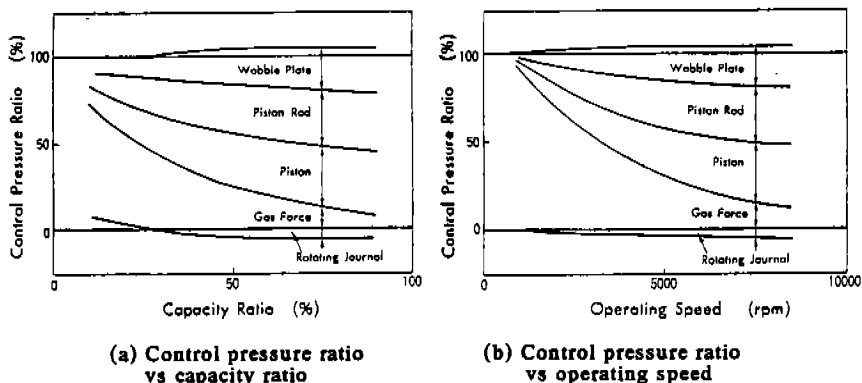 Control Pressure Ratio (%)
100
50
0
Wobble Plate
Piston Rod
Piston
Gas Force
Rotating Journal
0
50
100
Capacity Ratio (%)
(a) Control pressure ratio
vs capacity ratio
Control Pressure Ratio (%)
100
50
0
Wobble Plate
Piston Rod
Piston
Gas Force
Rotating Journal
0
5000
10000
Operating Speed (rpm)
(b) Control pressure ratio
vs operating speed